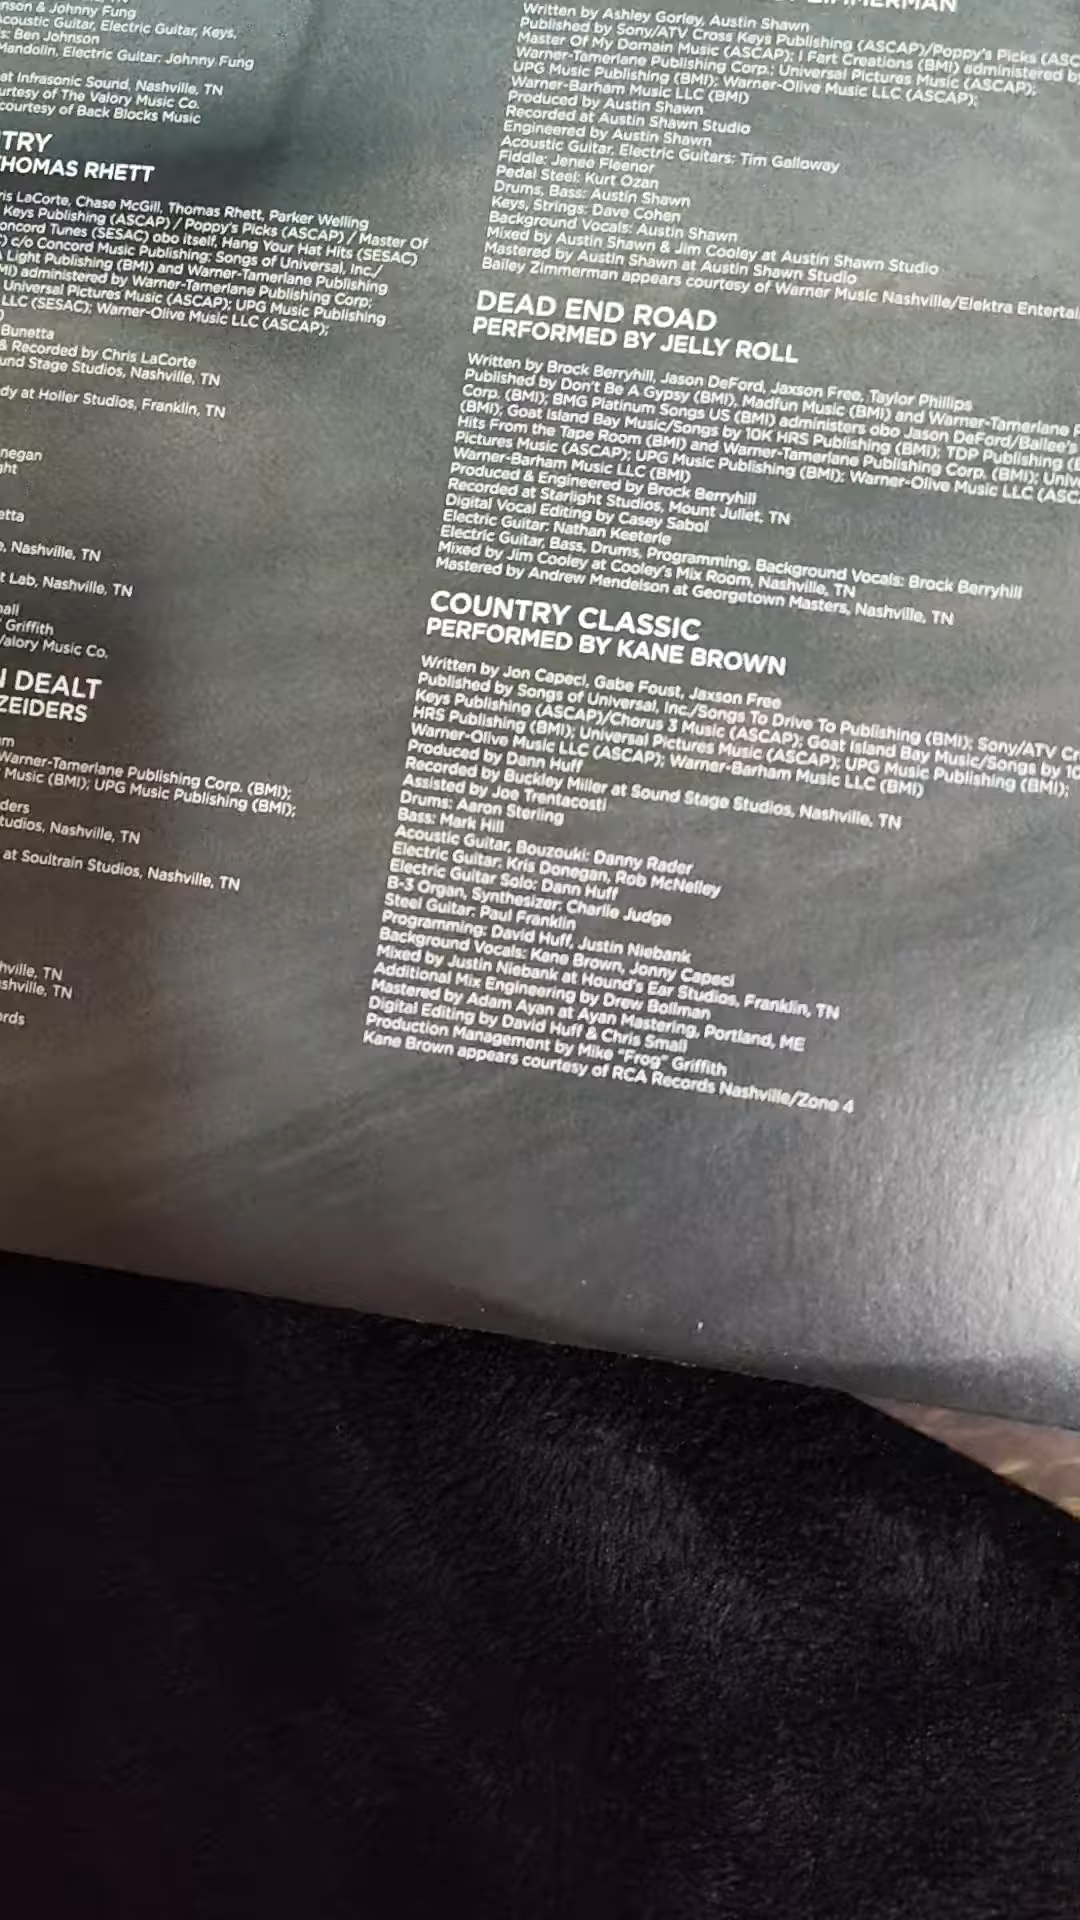 nson & Johnny Fung
coustic Guitar, Electric Guitar, Keys,
s: Ben Johnson
Mandolin, Electric Guitar: Johnny Fung
at Infrasonic Sound, Nashville, TN
urtesy of The Valory Music Co.
courtesy of Back Blocks Music
TRY
HOMAS RHETT
ris LaCorte, Chase McGill, Thomas Rhett, Parker Welling
Keys Publishing (ASCAP) / Poppy's Picks (ASCAP) / Master Of
oncord Tunes (SESAC) obo itself, Hang Your Hat Hits (SESAC)
) c/o Concord Music Publishing; Songs of Universal, Inc./
Light Publishing (BMI) and Warner-Tamerlane Publishing
MI) administered by Warner-Tamerlane Publishing Corp;
Universal Pictures Music (ASCAP); UPG Music Publishing
LLC (SESAC); Warner-Olive Music LLC (ASCAP);
)
Bunetta
& Recorded by Chris LaCorte
und Stage Studios, Nashville, TN
dy at Holler Studios, Franklin, TN
negan
ght
etta
, Nashville, TN
t Lab, Nashville, TN
all
Griffith
Valory Music Co.
I DEALT
ZEIDERS
m
Warner-Tamerlane Publishing Corp. (BMI);
Music (BMI); UPG Music Publishing (BMI);
ders
tudios, Nashville, TN
at Soultrain Studios, Nashville, TN
hville, TN
shville, TN
rds
ZIMMERMAN
Written by Ashley Gorley, Austin Shawn
Published by Sony/ATV Cross Keys Publishing (ASCAP)/Poppy's Picks (ASC
Master Of My Domain Music (ASCAP); I Fart Creations (BMI) administered by
Warner-Tamerlane Publishing Corp.; Universal Pictures Music (ASCAP);
UPG Music Publishing (BMI); Warner-Olive Music LLC (ASCAP);
Warner-Barham Music LLC (BMI)
Produced by Austin Shawn
Recorded at Austin Shawn Studio
Engineered by Austin Shawn
Acoustic Guitar, Electric Guitars: Tim Galloway
Fiddle: Jenee Fleenor
Pedal Steel: Kurt Ozan
Drums, Bass: Austin Shawn
Keys, Strings: Dave Cohen
Background Vocals: Austin Shawn
Mixed by Austin Shawn & Jim Cooley at Austin Shawn Studio
Mastered by Austin Shawn at Austin Shawn Studio
Bailey Zimmerman appears courtesy of Warner Music Nashville/Elektra Entertai
DEAD END ROAD
PERFORMED BY JELLY ROLL
Written by Brock Berryhill, Jason DeFord, Jaxson Free, Taylor Phillips
Published by Don't Be A Gypsy (BMI), Madfun Music (BMI) and Warner-Tamerlane P
Corp. (BMI); BMG Platinum Songs US (BMI) administers obo Jason DeFord/Bailee's
(BMI); Goat Island Bay Music/Songs by 10K HRS Publishing (BMI); TDP Publishing (B
Hits From the Tape Room (BMI) and Warner-Tamerlane Publishing Corp. (BMI); Unive
Pictures Music (ASCAP); UPG Music Publishing (BMI); Warner-Olive Music LLC (ASC
Warner-Barham Music LLC (BMI)
Produced & Engineered by Brock Berryhill
Recorded at Starlight Studios, Mount Juliet, TN
Digital Vocal Editing by Casey Sabol
Electric Guitar: Nathan Keeterle
Electric Guitar, Bass, Drums, Programming, Background Vocals: Brock Berryhill
Mixed by Jim Cooley at Cooley's Mix Room, Nashville, TN
Mastered by Andrew Mendelson at Georgetown Masters, Nashville, TN
COUNTRY CLASSIC
PERFORMED BY KANE BROWN
Written by Jon Capeci, Gabe Foust, Jaxson Free
Published by Songs of Universal, Inc./Songs To Drive To Publishing (BMI); Sony/ATV Cr
Keys Publishing (ASCAP)/Chorus 3 Music (ASCAP); Goat Island Bay Music/Songs by 10
HRS Publishing (BMI); Universal Pictures Music (ASCAP); UPG Music Publishing (BMI);
Warner-Olive Music LLC (ASCAP); Warner-Barham Music LLC (BMI)
Produced by Dann Huff
Recorded by Buckley Miller at Sound Stage Studios, Nashville, TN
Assisted by Joe Trentacosti
Drums: Aaron Sterling
Bass: Mark Hill
Acoustic Guitar, Bouzouki: Danny Rader
Electric Guitar: Kris Donegan, Rob McNelley
Electric Guitar Solo: Dann Huff
B-3 Organ, Synthesizer: Charlie Judge
Steel Guitar: Paul Franklin
Programming: David Huff, Justin Niebank
Background Vocals: Kane Brown, Jonny Capeci
Mixed by Justin Niebank at Hound's Ear Studios, Franklin, TN
Additional Mix Engineering by Drew Bollman
Mastered by Adam Ayan at Ayan Mastering, Portland, ME
Digital Editing by David Huff & Chris Small
Production Management by Mike "Frog" Griffith
Kane Brown appears courtesy of RCA Records Nashville/Zone 4